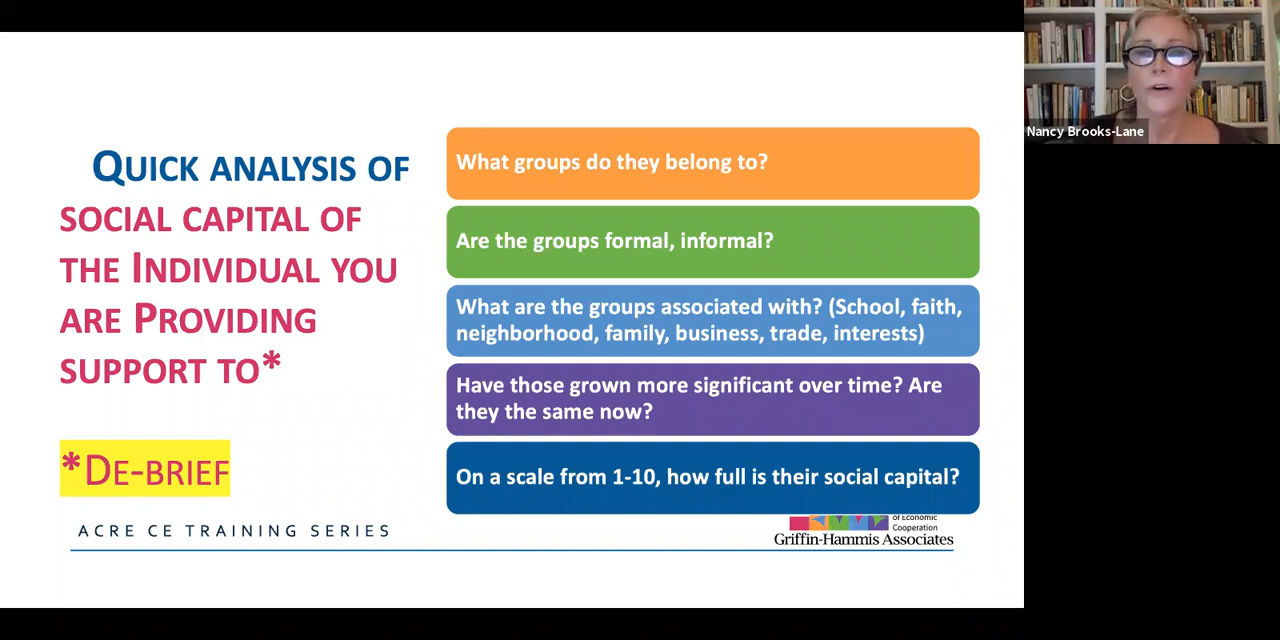 Quick analysis of
social capital of
the Individual you
are Providing
support to*
*De-brief
What groups do they belong to?
Are the groups formal, informal?
What are the groups associated with? (School, faith,
neighborhood, family, business, trade, interests)
Have those grown more significant over time? Are
they the same now?
On a scale from 1-10, how full is their social capital?
ACRE CE TRAINING SERIES
of Economic
Cooperation
Griffin-Hammis Associates
Nancy Brooks-Lane